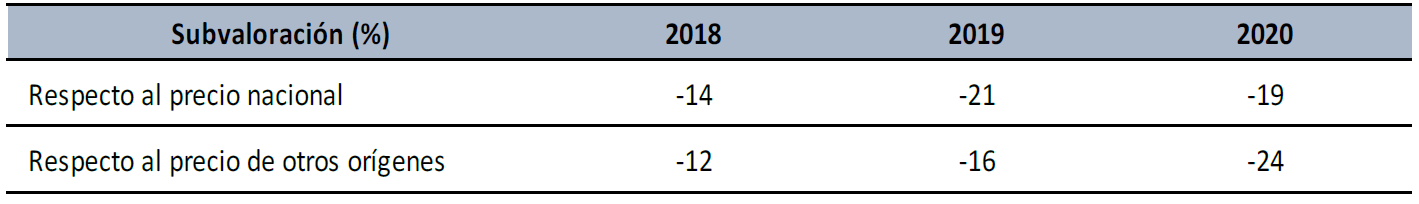 Subvaloración (%) 2018 2019 2020
Respecto al precio nacional -14 -21 -19
Respecto al precio de otros orígenes -12 -16 -24